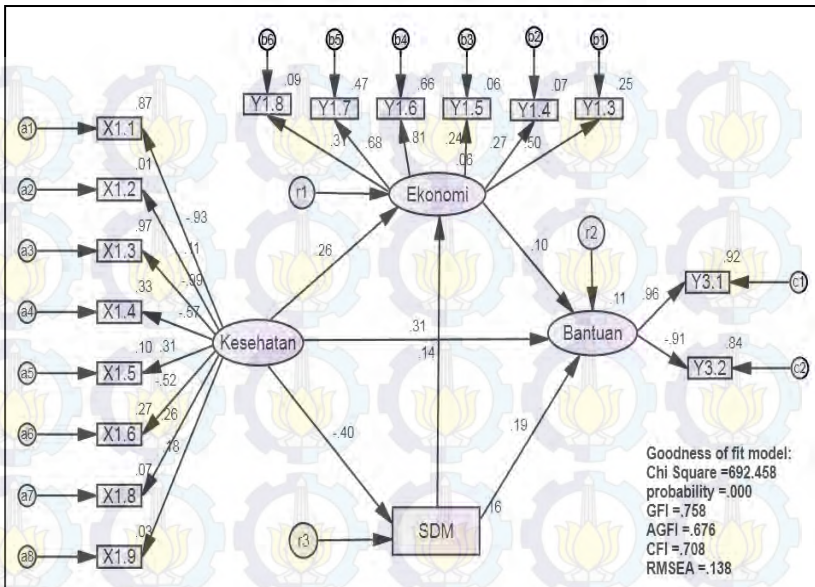 b6 b5 b4 b3 b2 b1
.09 .47 .66 .06 .07 .25
Y1.8 Y1.7 Y1.6 Y1.5 Y1.4 Y1.3
.31 .68 .81 .24 .27 .50
.06
r1
Ekonomi
.87
a1 X1.1
.01
a2 X1.2
.97
a3 X1.3
.33
a4 X1.4
.10
a5 X1.5
.27
a6 X1.6
.07
a7 X1.8
.03
a8 X1.9
-.93
.11
-.99
-.57
.31
-.52
.26
.18
Kesehatan
.26
.31
.14
-.40
.10
.19
r2
.11
Bantuan
.96
-.91
.92
Y3.1 c1
.84
Y3.2 c2
r3
SDM
.16
Goodness of fit model:
Chi Square =692.458
probability =.000
GFI =.758
AGFI =.676
CFI =.708
RMSEA =.138